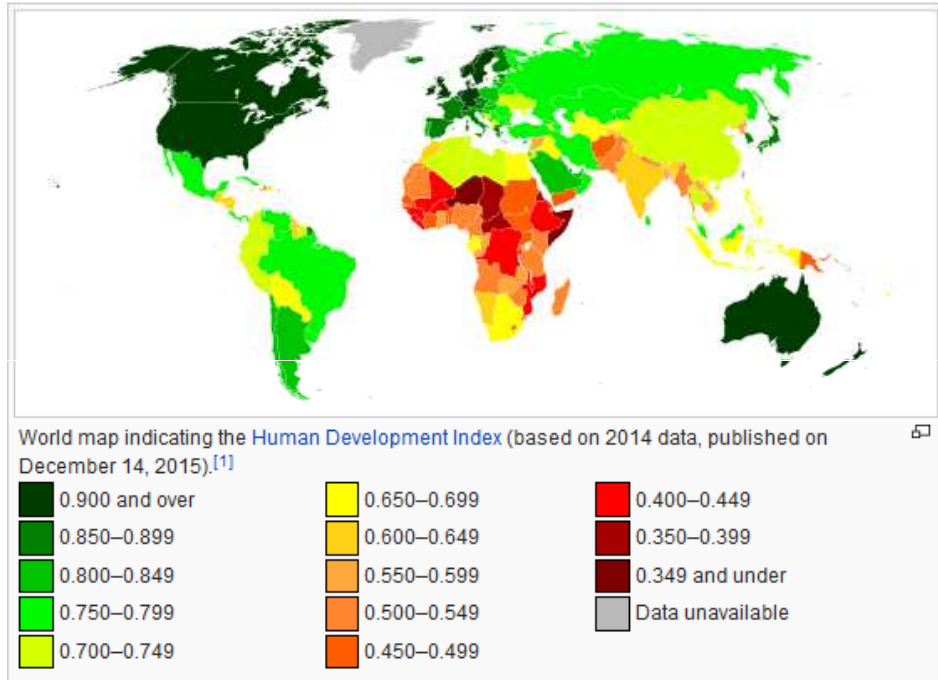 World map indicating the Human Development Index (based on 2014 data, published on
December 14, 2015).[1]
0.900 and over
0.850–0.899
0.800–0.849
0.750–0.799
0.700–0.749
0.650–0.699
0.600–0.649
0.550–0.599
0.500–0.549
0.450–0.499
0.400–0.449
0.350–0.399
0.349 and under
Data unavailable